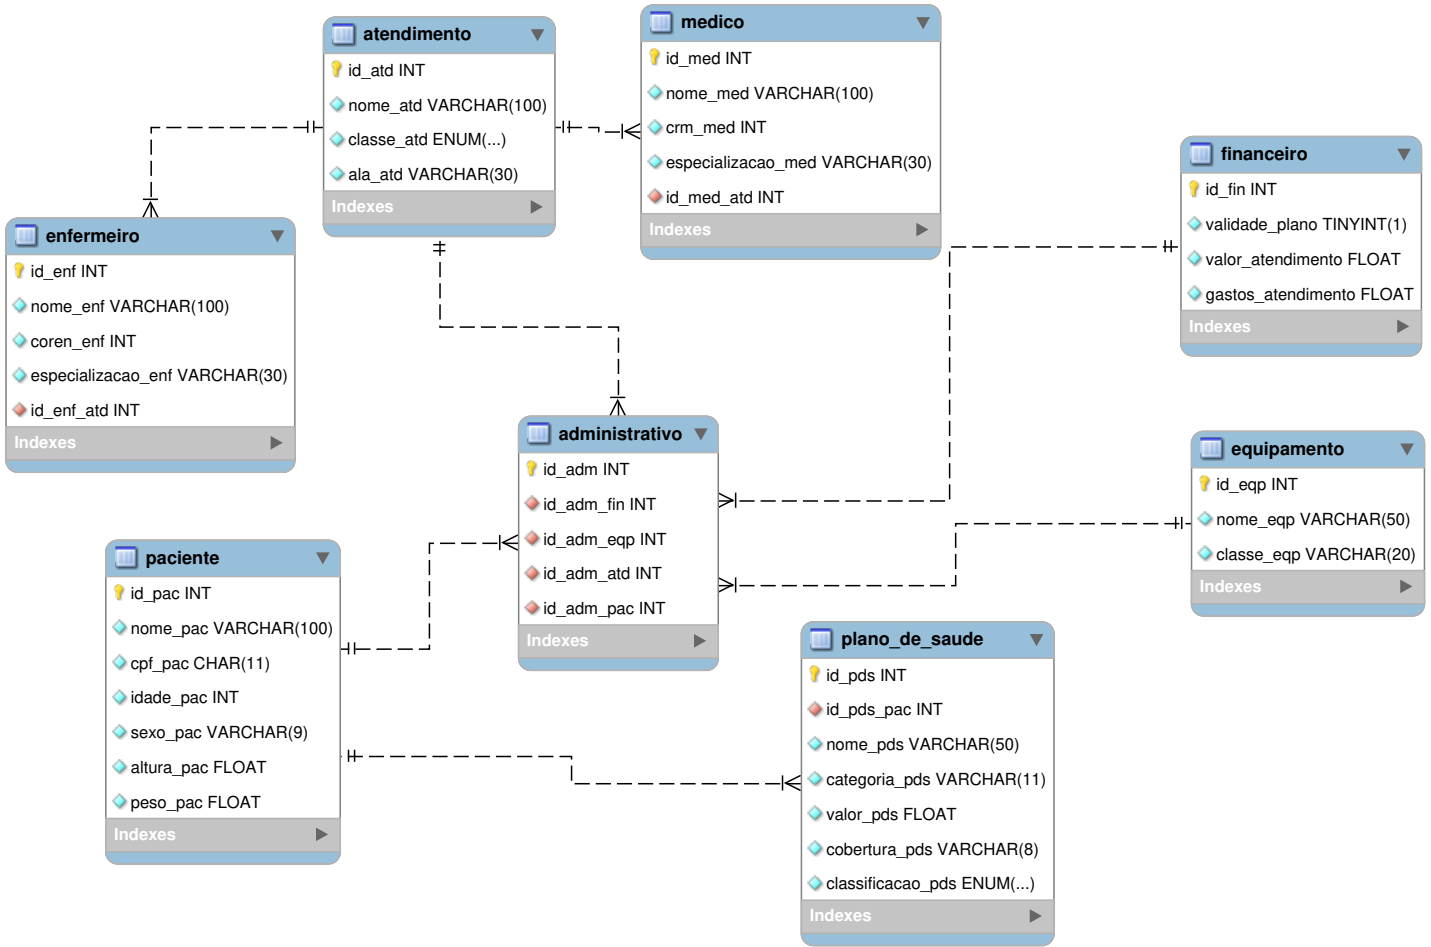 atendimento
id_atd INT
nome_atd VARCHAR(100)
classe_atd ENUM(...)
ala_atd VARCHAR(30)
Indexes
medico
id_med INT
nome_med VARCHAR(100)
crm_med INT
especializacao_med VARCHAR(30)
id_med_atd INT
Indexes
financeiro
id_fin INT
validade_plano TINYINT(1)
valor_atendimento FLOAT
gastos_atendimento FLOAT
Indexes
enfermeiro
id_enf INT
nome_enf VARCHAR(100)
coren_enf INT
especializacao_enf VARCHAR(30)
id_enf_atd INT
Indexes
administrativo
id_adm INT
id_adm_fin INT
id_adm_eqp INT
id_adm_atd INT
id_adm_pac INT
Indexes
equipamento
id_eqp INT
nome_eqp VARCHAR(50)
classe_eqp VARCHAR(20)
Indexes
paciente
id_pac INT
nome_pac VARCHAR(100)
cpf_pac CHAR(11)
idade_pac INT
sexo_pac VARCHAR(9)
altura_pac FLOAT
peso_pac FLOAT
Indexes
plano_de_saude
id_pds INT
id_pds_pac INT
nome_pds VARCHAR(50)
categoria_pds VARCHAR(11)
valor_pds FLOAT
cobertura_pds VARCHAR(8)
classificacao_pds ENUM(...)
Indexes